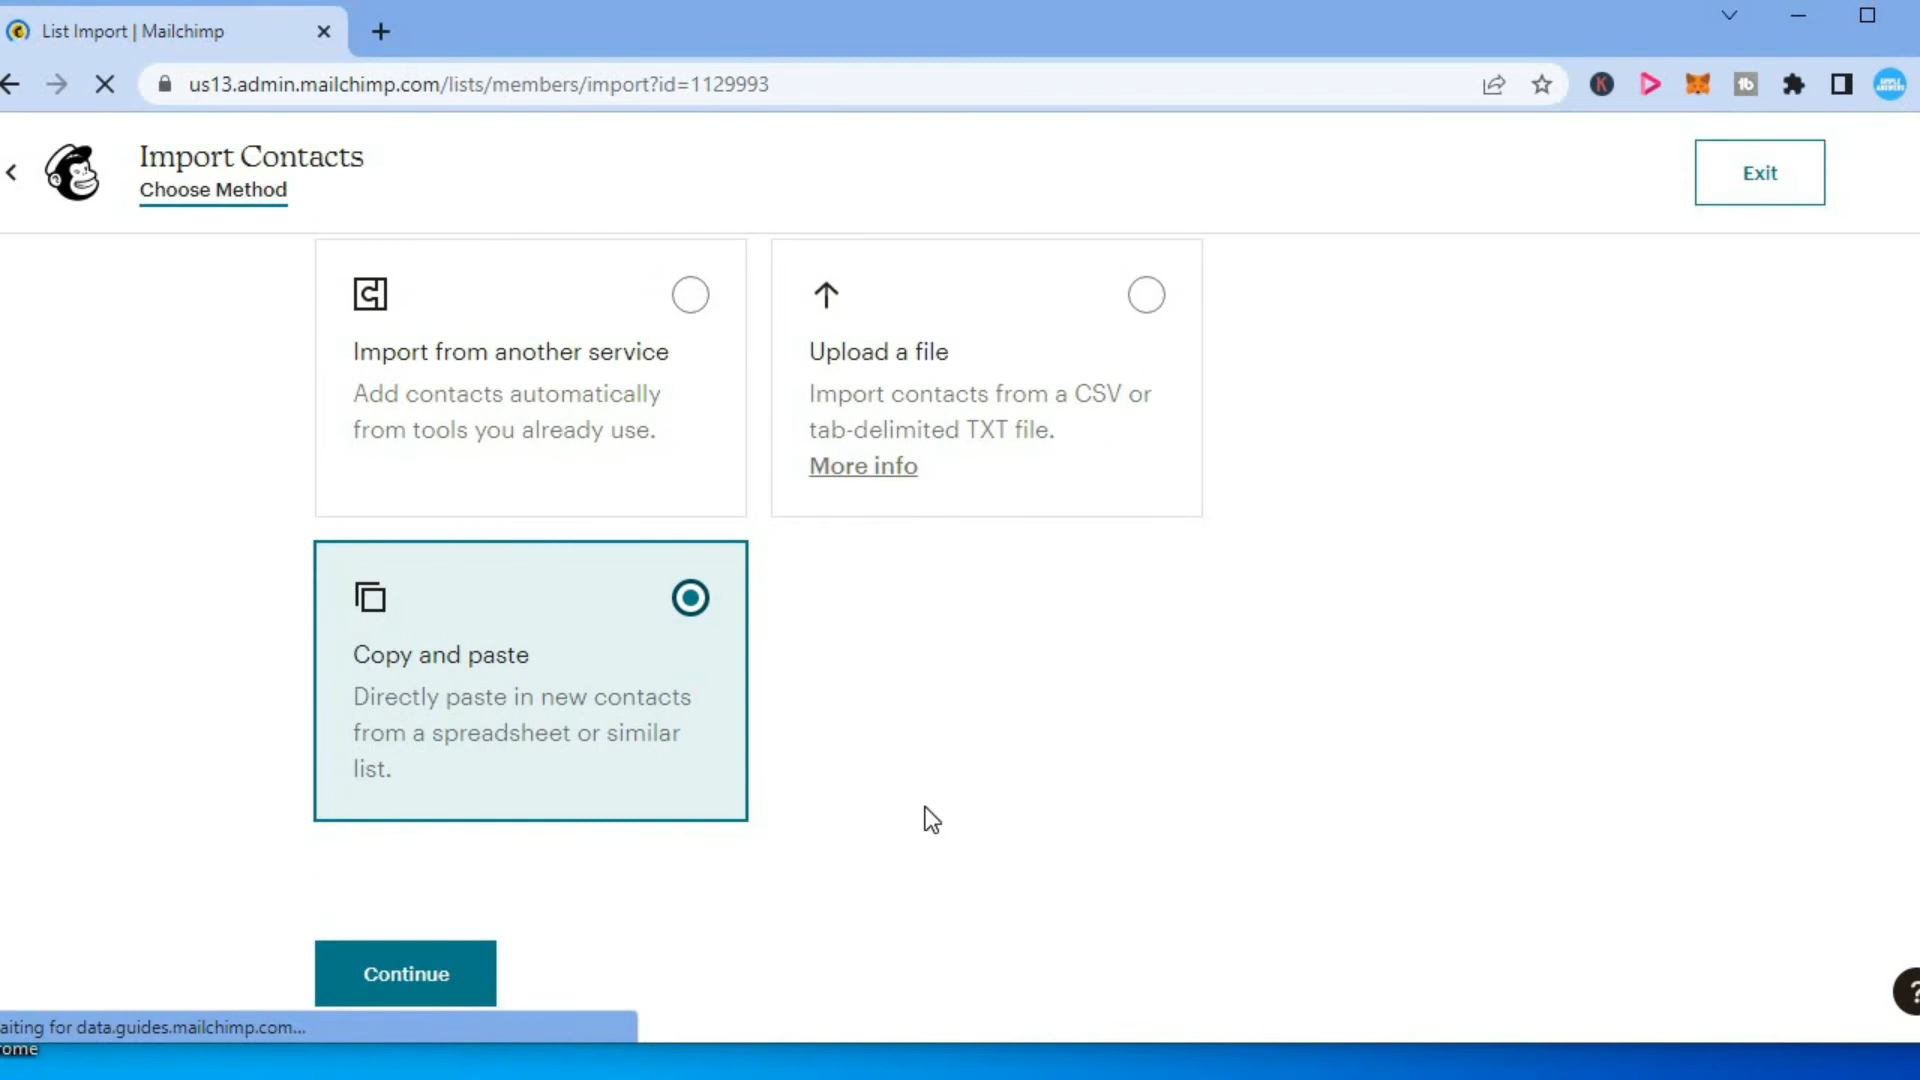 List Import | Mailchimp
us13.admin.mailchimp.com/lists/members/import?id=1129993
Import Contacts
Choose Method
Exit
Import from another service
Add contacts automatically
from tools you already use.
Upload a file
Import contacts from a CSV or
tab-delimited TXT file.
More info
Copy and paste
Directly paste in new contacts
from a spreadsheet or similar
list.
Continue
?
aiting for data.guides.mailchimp.com...
rome